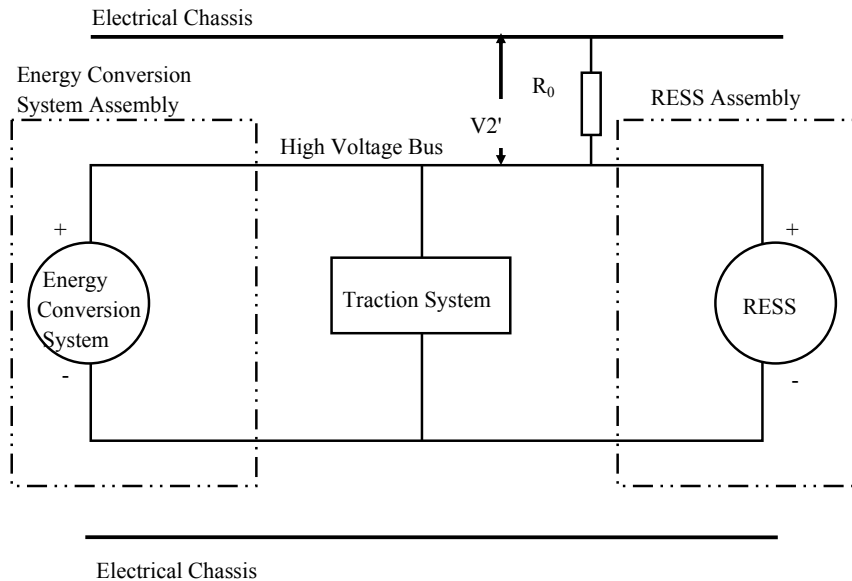 Electrical Chassis
Energy Conversion
System Assembly
R0
RESS Assembly
V2'
High Voltage Bus
+
+
Energy
Conversion
System
Traction System
RESS
-
-
Electrical Chassis